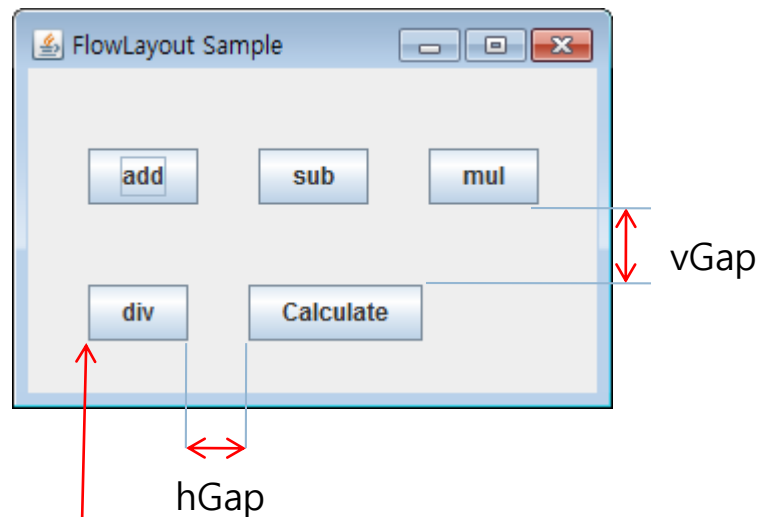 FlowLayout Sample
add sub mul
vGap
div Calculate
hGap